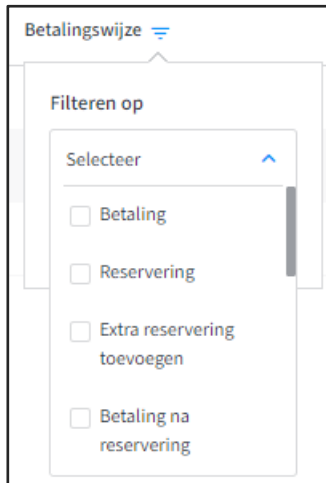 Betalingswijze
Filteren op
Selecteer
Betaling
Reservering
Extra reservering
toevoegen
Betaling na
reservering